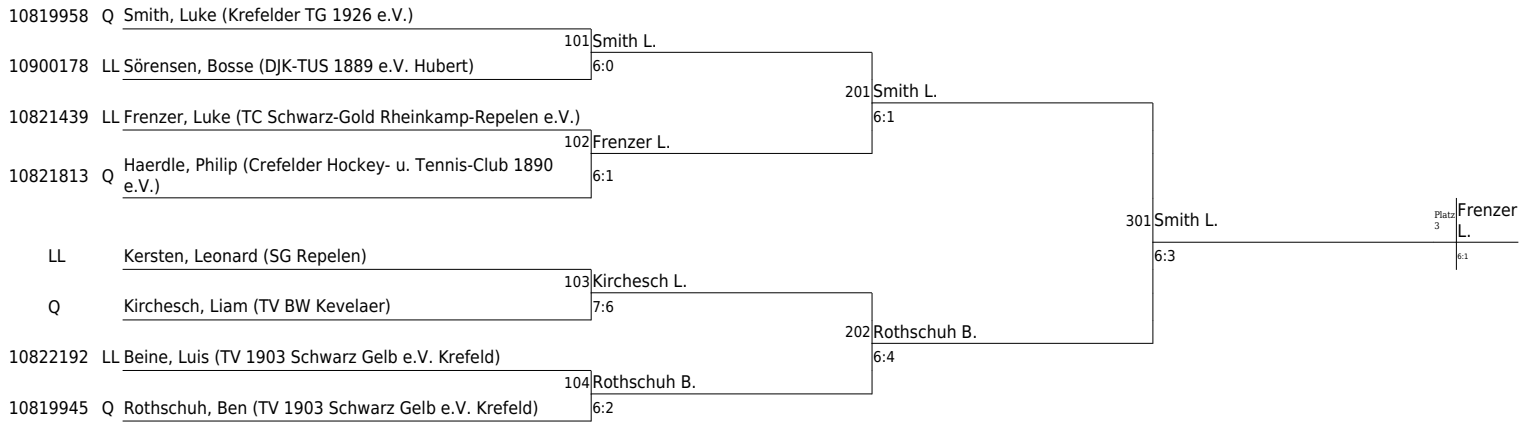 10819958 Q Smith, Luke (Krefelder TG 1926 e.V.)
101 Smith L.
10900178 LL Sörensen, Bosse (DJK-TUS 1889 e.V. Hubert)
6:0
201 Smith L.
10821439 LL Frenzer, Luke (TC Schwarz-Gold Rheinkamp-Repelen e.V.)
6:1
102 Frenzer L.
10821813 Q Haerdle, Philip (Crefelder Hockey- u. Tennis-Club 1890
e.V.)
6:1
301 Smith L.
Platz
3
Frenzer
L.
LL Kersten, Leonard (SG Repelen)
6:3
6:1
103 Kirchesch L.
Q Kirchesch, Liam (TV BW Kevelaer)
7:6
202 Rothschuh B.
10822192 LL Beine, Luis (TV 1903 Schwarz Gelb e.V. Krefeld)
6:4
104 Rothschuh B.
10819945 Q Rothschuh, Ben (TV 1903 Schwarz Gelb e.V. Krefeld)
6:2